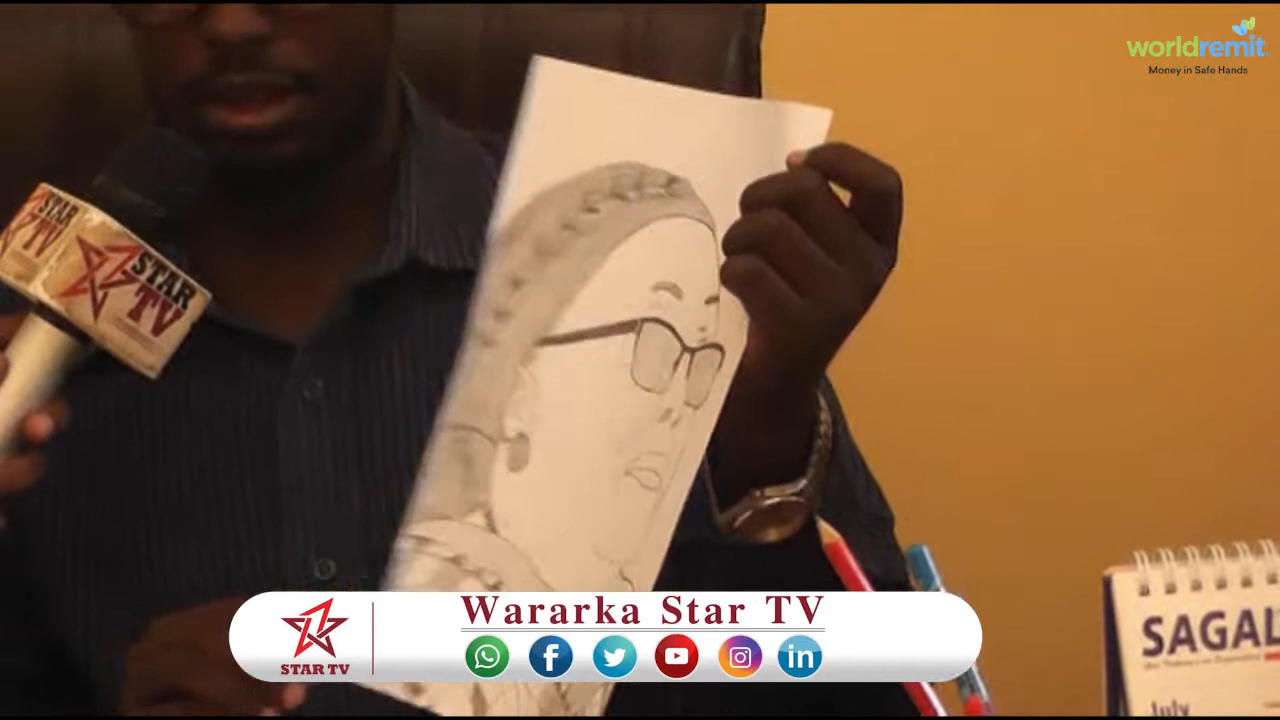 worldremit
Money in Safe Hands
STAR
TV
STAR
TV
SAGAL
July
Wararka Star TV
STAR TV